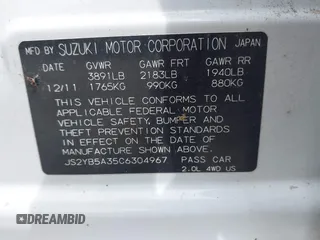 MFD BY SUZUKI MOTOR CORPORATION JAPAN
DATE GVWR GAWR FR GAWR RR
3891LB 2183LB 1940LB
12/11 1765KG 990KG 880KG
THIS VEHICLE CONFORMS TO ALL
APPLICABLE FEDERAL MOTOR
VEHICLE SAFETY, BUMPER AND
THEFT PREVENTION STANDARDS
IN EFFECT ON THE DATE OF
MANUFACTURE SHOWN ABOVE.
JS2YB5A35C6304967 PASS CAR
2.0L 4WD US
DREAMBID